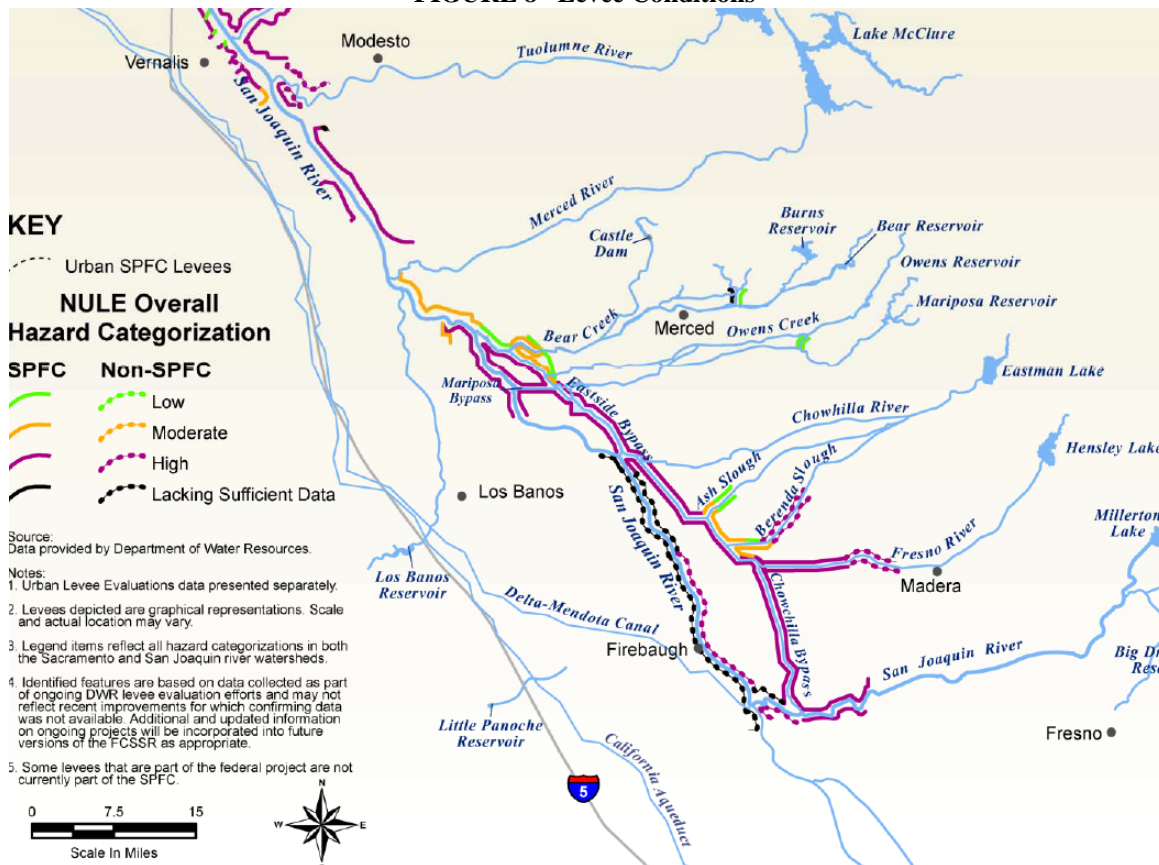 FIGURE 8 Levee Conditions
Modesto
Vernalis
Tuolumne River
Lake McClure
San Joaquin River
Merced River
Castle
Dam
Burns
Reservoir
Bear Reservoir
Owens Reservoir
Mariposa Reservoir
Bear Creek
Merced
Owens Creek
Mariposa
Bypass
Eastside Bypass
Eastman Lake
Chowhilla River
Hensley Lake
Ash Slough
Berenda Slough
Millerton
Lake
Los Banos
San Joaquin River
Fresno River
Madera
Los Banos
Reservoir
Delta-Mendota Canal
Chowchilla Bypass
Firebaugh
San Joaquin River
Little Panoche
Reservoir
Fresno
California Aqueduct
5
KEY
Urban SPFC Levees
NULE Overall
Hazard Categorization
SPFC Non-SPFC
Low
Moderate
High
Lacking Sufficient Data
Source:
Data provided by Department of Water Resources.
Notes:
1. Urban Levee Evaluations data presented separately.
2. Levees depicted are graphical representations. Scale
and actual location may vary.
3. Legend items reflect all hazard categorizations in both
the Sacramento and San Joaquin river watersheds.
4. Identified features are based on data collected as part
of ongoing DWR levee evaluation efforts and may not
reflect recent improvements for which confirming data
was not available. Additional and updated information
on ongoing projects will be incorporated into future
versions of the FCSSR as appropriate.
5. Some levees that are part of the federal project are not
currently part of the SPFC.
0 7.5 15
Scale In Miles
N
W E
S